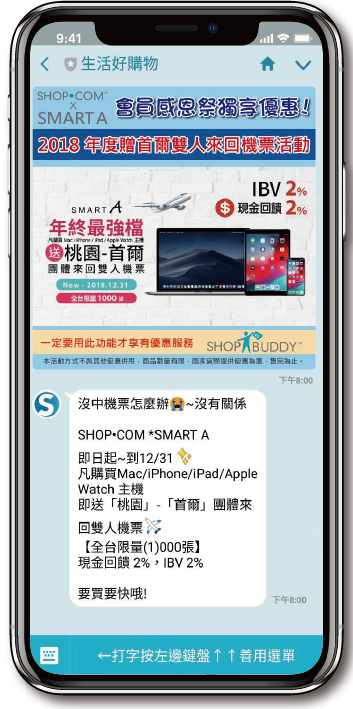 9:41
生活好購物
SHOP•COM™
X
SMART A
會員感恩祭獨享優惠!
2018 年度贈首爾雙人來回機票活動
IBV 2%
$ 現金回饋 2%
SMART A
年終最強檔
凡購買 Mac / iPhone / iPad / Apple Watch 主機
送 桃園-首爾
團體來回雙人機票
Now - 2018.12.31
全台限量 1000 張
一定要用此功能才享有優惠服務 SHOP BUDDY™
本活動方式不與其他優惠併用,商品數量有限,商家實際提供優惠為準,售完為止。
下午8:00
S
沒中機票怎麼辦😭~沒有關係
SHOP•COM *SMART A
即日起~到12/31✨
凡購買Mac/iPhone/iPad/Apple
Watch 主機
即送「桃園」-「首爾」團體來
回雙人機票✈
【全台限量(1)000張】
現金回饋 2%,IBV 2%
要買要快哦!
下午8:00
←打字按左邊鍵盤↑↑善用選單